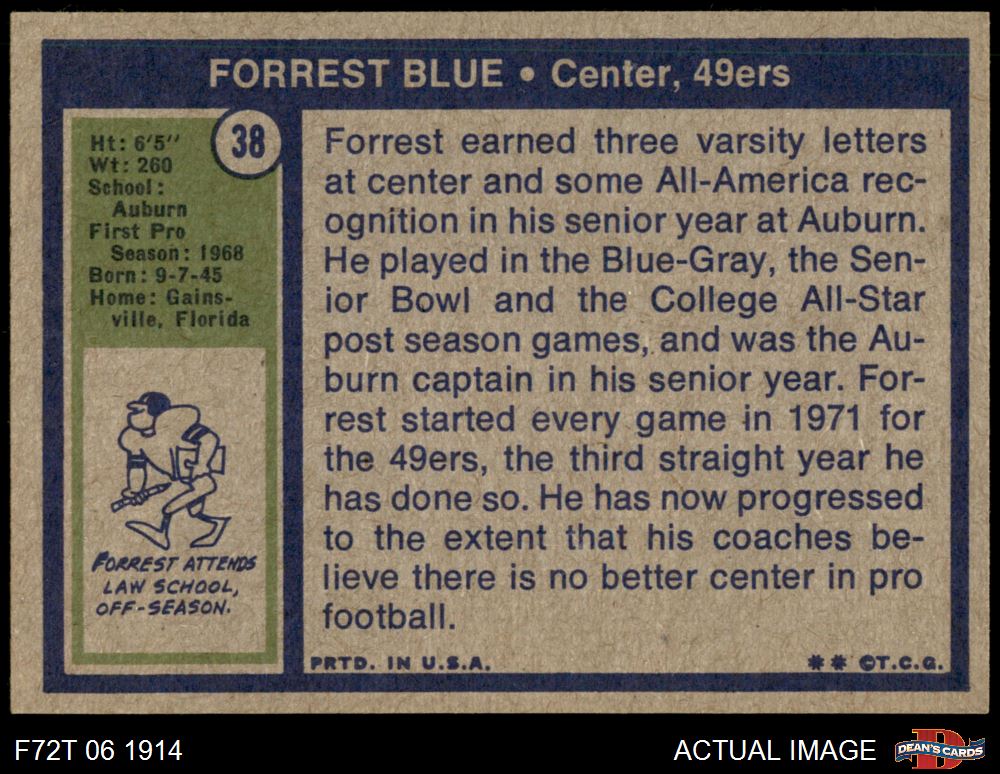 FORREST BLUE • Center, 49ers
38
Ht: 6'5''
Wt: 260
School:
Auburn
First Pro
Season: 1968
Born: 9-7-45
Home: Gains-
ville, Florida
FORREST ATTENDS
LAW SCHOOL,
OFF-SEASON.
Forrest earned three varsity letters
at center and some All-America rec-
ognition in his senior year at Auburn.
He played in the Blue-Gray, the Sen-
ior Bowl and the College All-Star
post season games, and was the Au-
burn captain in his senior year. For-
rest started every game in 1971 for
the 49ers, the third straight year he
has done so. He has now progressed
to the extent that his coaches be-
lieve there is no better center in pro
football.
PRTD. IN U.S.A.
** ©T.C.G.
F72T 06 1914
ACTUAL IMAGE
D
DEAN'S CARDS